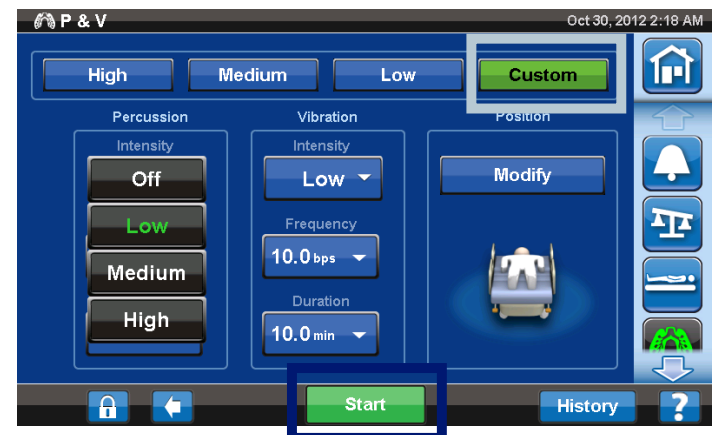 P & V
Oct 30, 2012 2:18 AM
High Medium Low Custom
Percussion
Intensity
Off
Low
Medium
High
Vibration
Intensity
Low
Frequency
10.0 bps
Duration
10.0 min
Position
Modify
Start
History
?